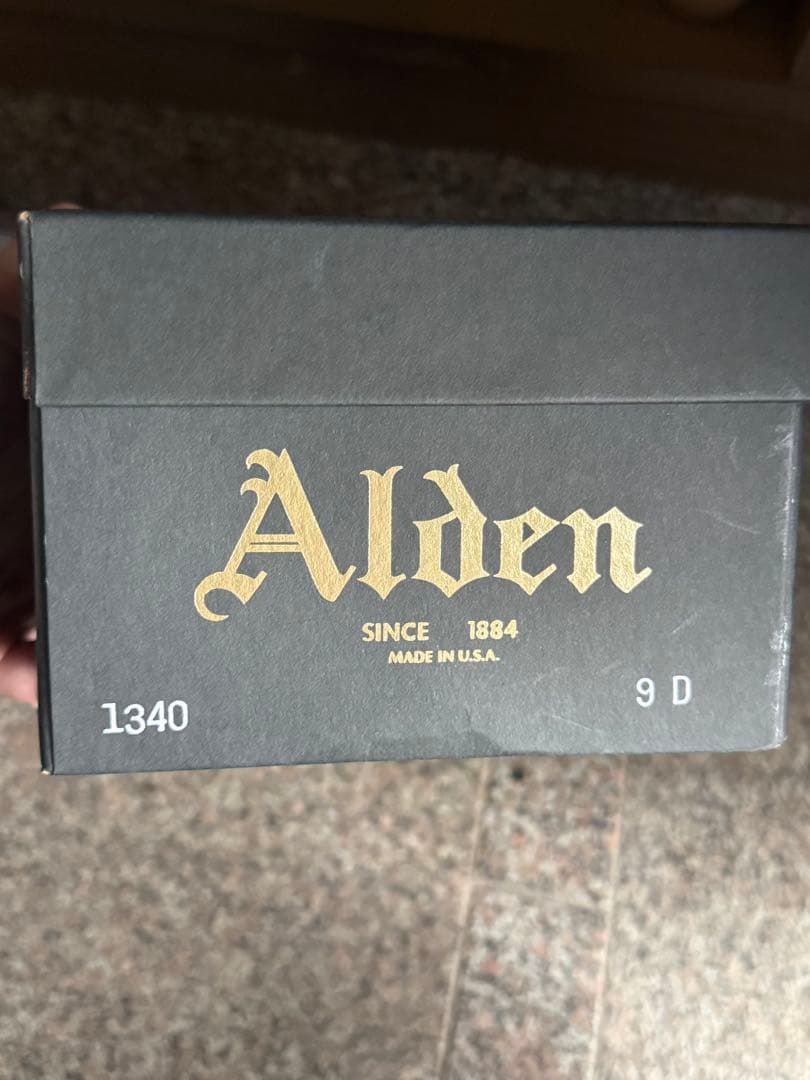 Alden
SINCE 1884
MADE IN U.S.A.
1340 9 D